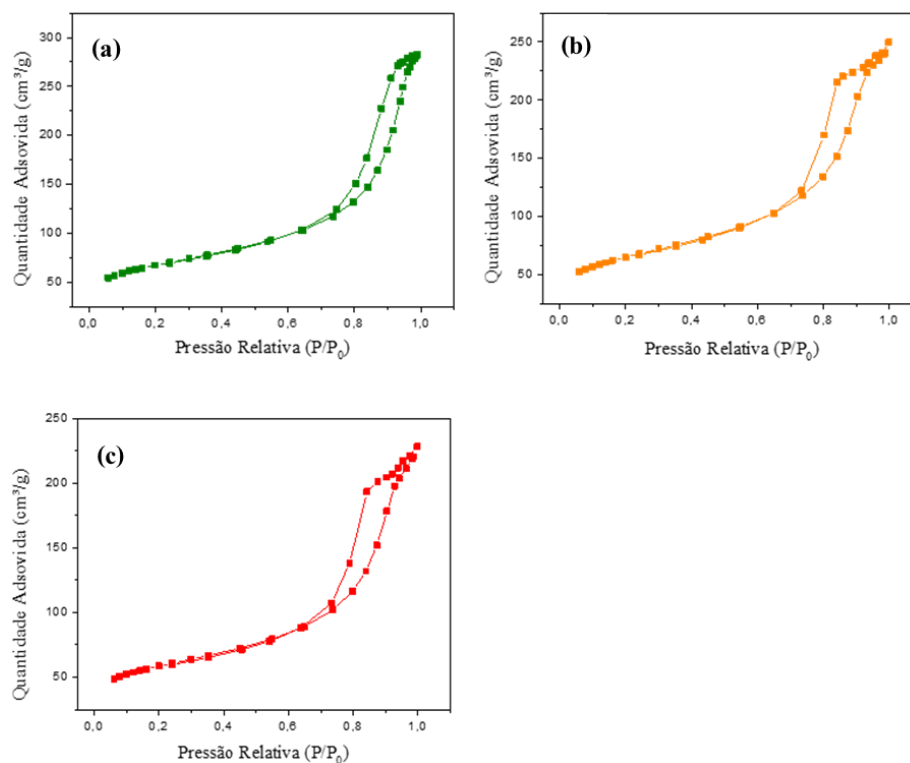 (a)
300
250
200
150
100
50
Quantidade Adsovida (cm³/g)
0,0 0,2 0,4 0,6 0,8 1,0
Pressão Relativa (P/P₀)
(b)
250
200
150
100
50
Quantidade Adsovida (cm³/g)
0,0 0,2 0,4 0,6 0,8 1,0
Pressão Relativa (P/P₀)
(c)
250
200
150
100
50
Quantidade Adsovida (cm³/g)
0,0 0,2 0,4 0,6 0,8 1,0
Pressão Relativa (P/P₀)